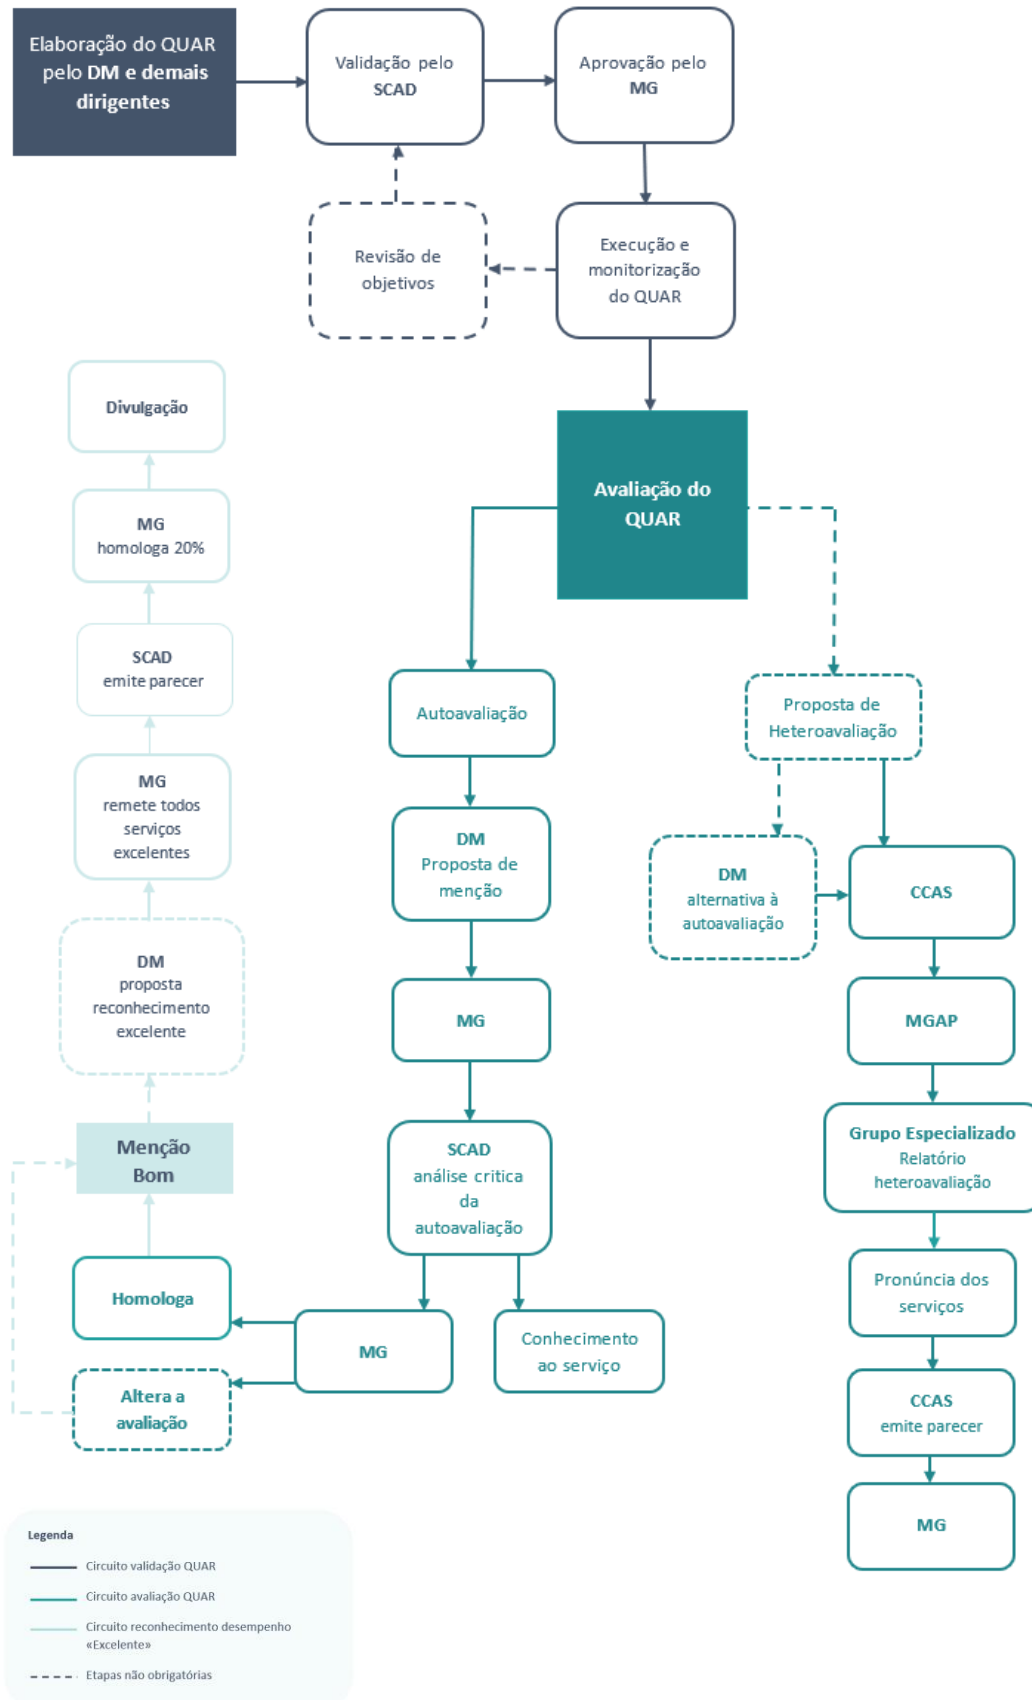 Elaboração do QUAR
pelo DM e demais
dirigentes
Validação pelo
SCAD
Aprovação pelo
MG
Revisão de
objetivos
Execução e
monitorização
do QUAR
Avaliação do
QUAR
Divulgação
MG
homologa 20%
SCAD
emite parecer
MG
remete todos
serviços
excelentes
DM
proposta
reconhecimento
excelente
Menção
Bom
Homologa
Altera a
avaliação
Autoavaliação
DM
Proposta de
menção
MG
SCAD
análise critica
da
autoavaliação
MG
Conhecimento
ao serviço
Proposta de
Heteroavaliação
DM
alternativa à
autoavaliação
CCAS
MGAP
Grupo Especializado
Relatório
heteroavaliação
Pronúncia dos
serviços
CCAS
emite parecer
MG
Legenda
Circuito validação QUAR
Circuito avaliação QUAR
Circuito reconhecimento desempenho
«Excelente»
Etapas não obrigatórias